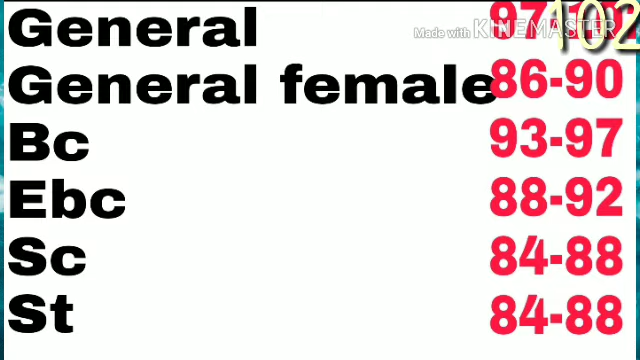 General 97-102
Made with KINEMASTER
General female 86-90
Bc 93-97
Ebc 88-92
Sc 84-88
St 84-88